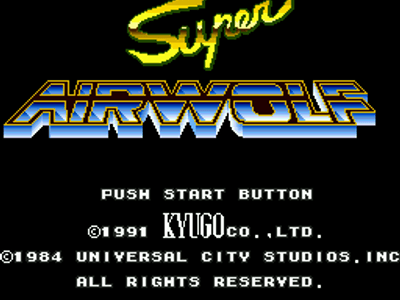 Super
AIRWOLF
PUSH START BUTTON
©1991 KYUGO CO.,LTD.
©1984 UNIVERSAL CITY STUDIOS.INC
ALL RIGHTS RESERVED.